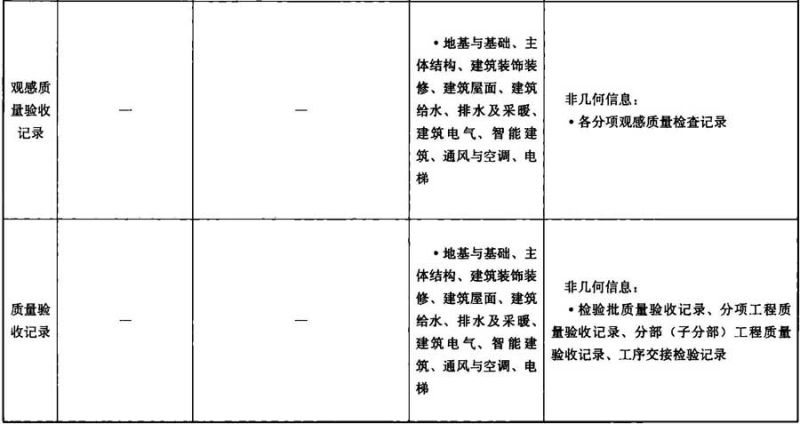 观感质
量验收
记录
—
—
•地基与基础、主
体结构、建筑装饰装
修、建筑屋面、建筑
给水、排水及采暖、
建筑电气、智能建
筑、通风与空调、电
梯
非几何信息:
•各分项观感质量检查记录
质量验
收记录
—
—
•地基与基础、主
体结构、建筑装饰装
修、建筑屋面、建筑
给水、排水及采暖、
建筑电气、智能建
筑、通风与空调、电
梯
非几何信息:
•检验批质量验收记录、分项工程质
量验收记录、分部(子分部)工程质量
验收记录、工序交接检验记录